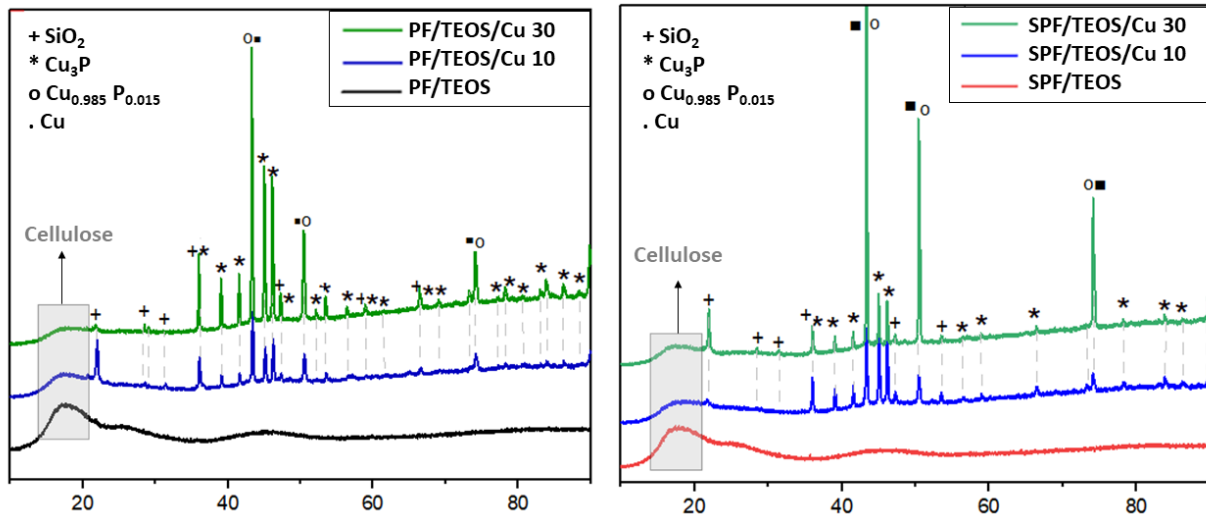 + SiO₂
* Cu₃P
o Cu₀.₉₈₅ P₀.₀₁₅
. Cu
PF/TEOS/Cu 30
PF/TEOS/Cu 10
PF/TEOS
Cellulose
20
40
60
80
+ SiO₂
* Cu₃P
o Cu₀.₉₈₅ P₀.₀₁₅
. Cu
SPF/TEOS/Cu 30
SPF/TEOS/Cu 10
SPF/TEOS
Cellulose
20
40
60
80